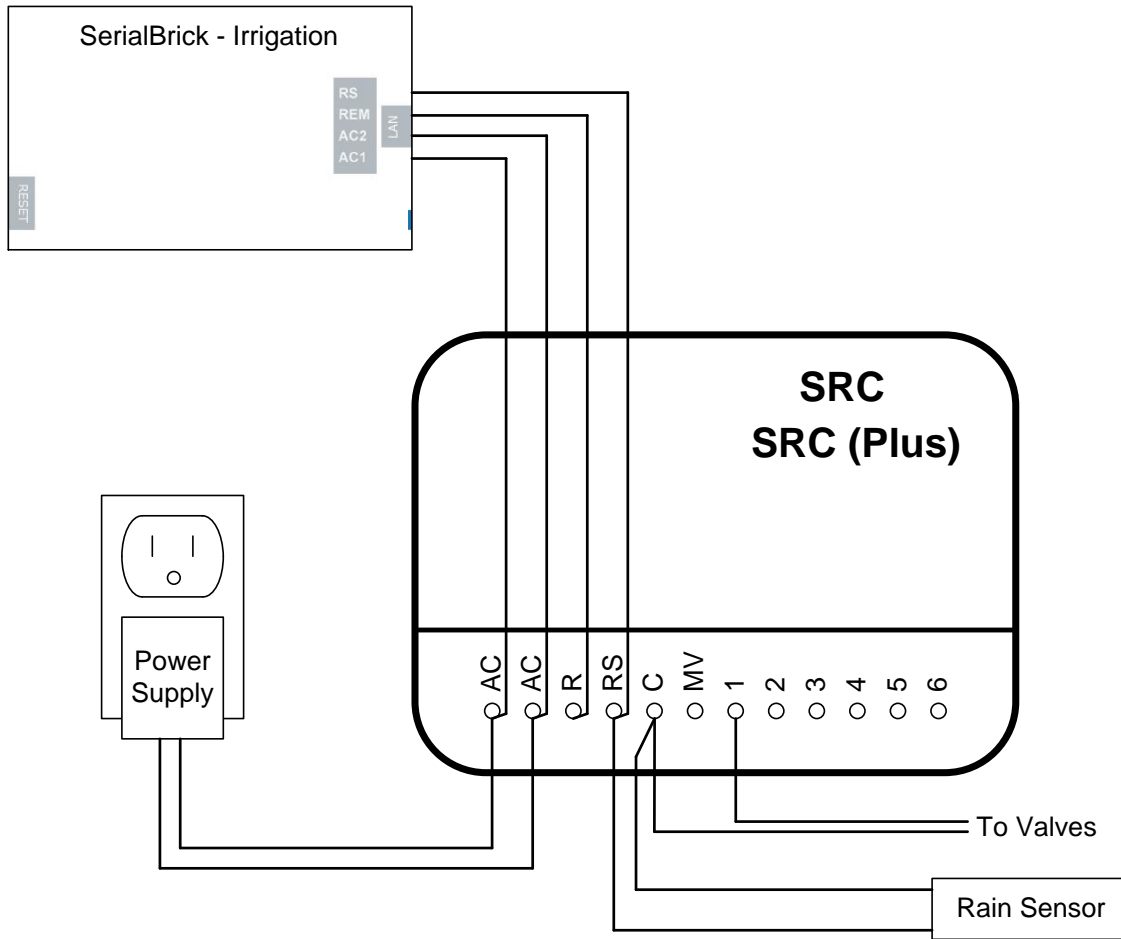 SerialBrick - Irrigation
RS
REM
AC2
AC1
LAN
RESET
SRC
SRC (Plus)
Power
Supply
AC
AC
R
RS
C
MV
1
2
3
4
5
6
To Valves
Rain Sensor